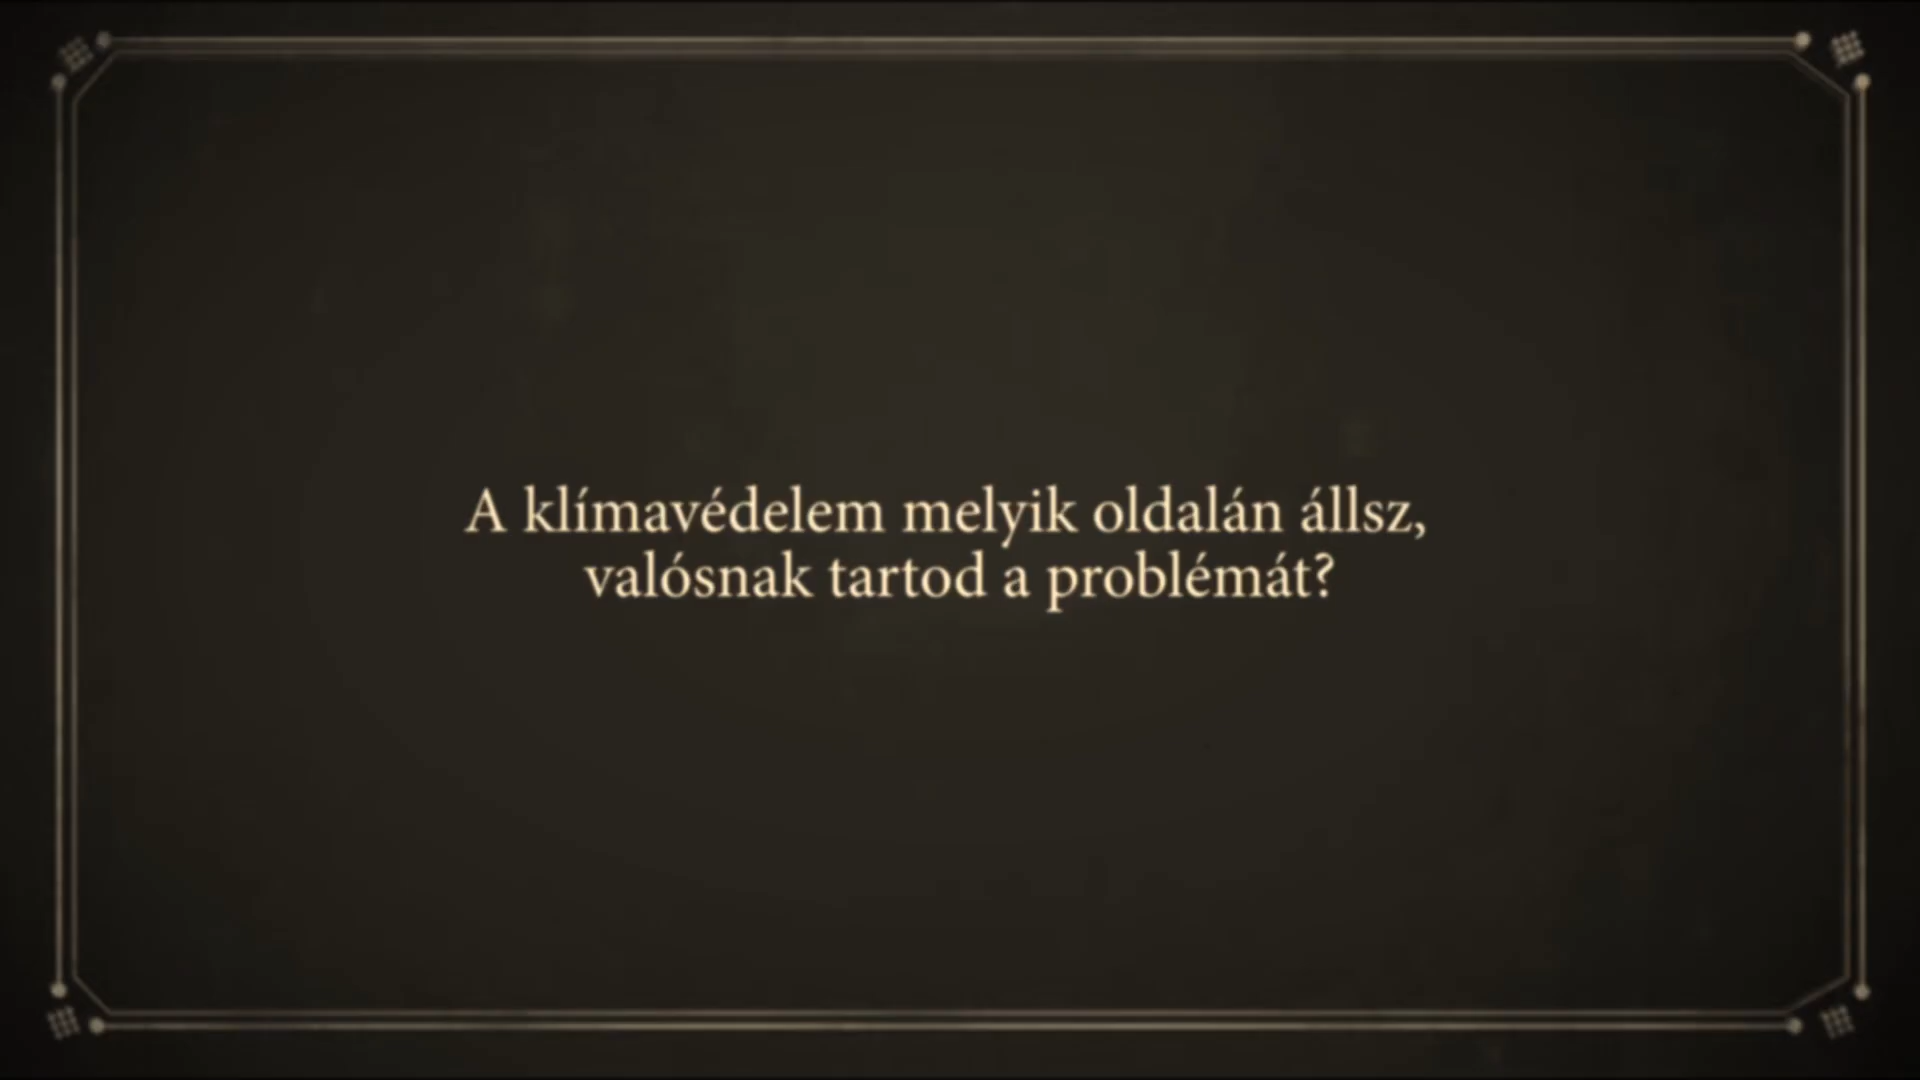 A klímavédelem melyik oldalán állsz,
valósnak tartod a problémát?